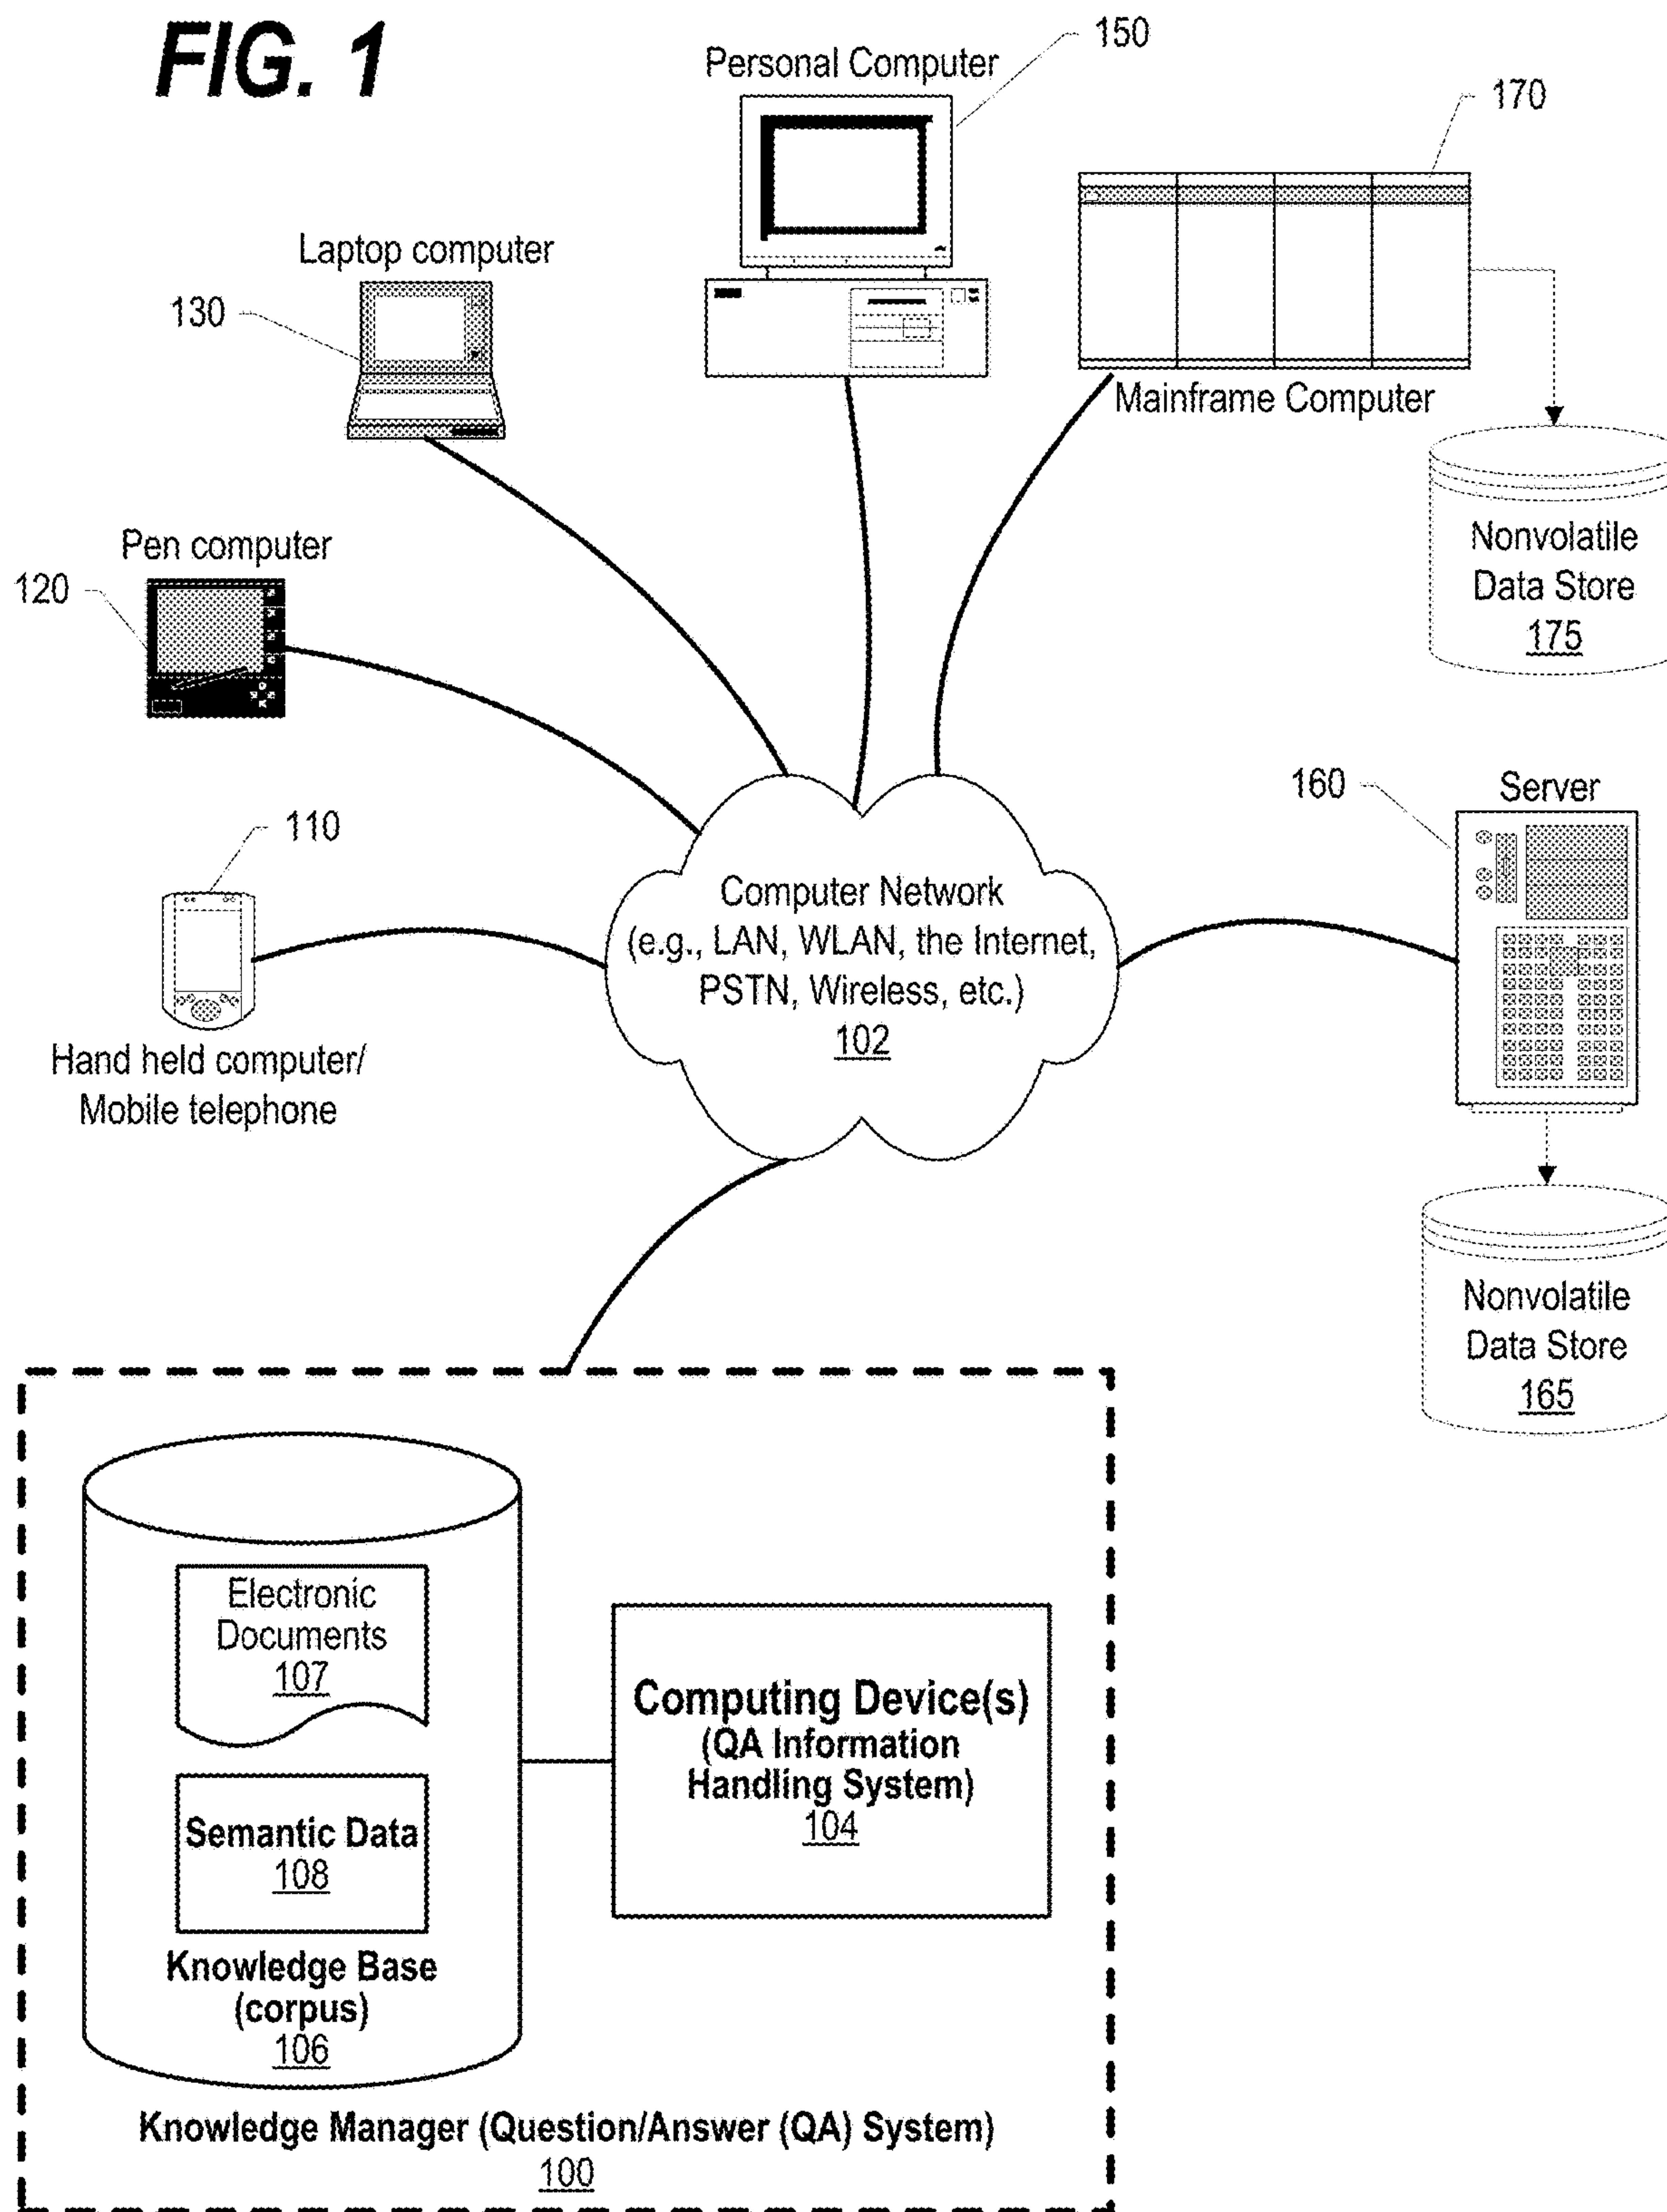 FIG. 1
Personal Computer
150
170
Laptop computer
130
Mainframe Computer
Nonvolatile
Data Store
175
Pen computer
120
160
Server
110
Computer Network
(e.g., LAN, WLAN, the Internet,
PSTN, Wireless, etc.)
102
Hand held computer/
Mobile telephone
Nonvolatile
Data Store
165
Electronic
Documents
107
Semantic Data
108
Knowledge Base
(corpus)
106
Computing Device(s)
(QA Information
Handling System)
104
Knowledge Manager (Question/Answer (QA) System)
100